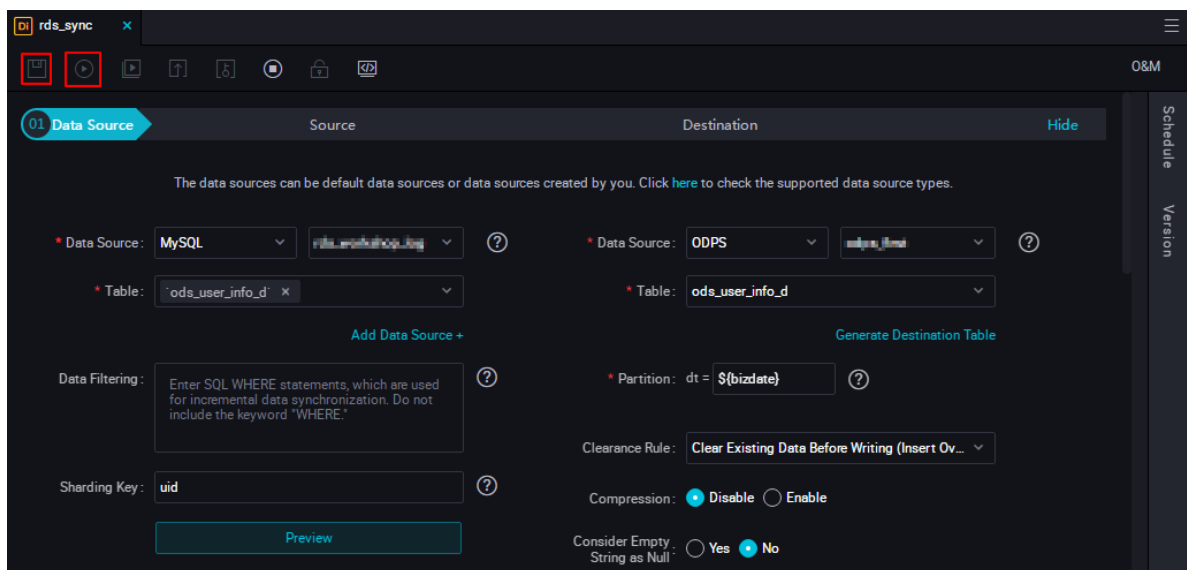 Di rds_sync ×
O&M
01 Data Source Source Destination Hide
Schedule
Version
The data sources can be default data sources or data sources created by you. Click here to check the supported data source types.
* Data Source : MySQL ? * Data Source : ODPS ?
* Table : `ods_user_info_d` × * Table : ods_user_info_d
Add Data Source + Generate Destination Table
Data Filtering : Enter SQL WHERE statements, which are used ? * Partition : dt = ${bizdate} ?
for incremental data synchronization. Do not
include the keyword "WHERE."
Clearance Rule : Clear Existing Data Before Writing (Insert Ov...
Sharding Key : uid ? Compression : Disable Enable
Preview Consider Empty
String as Null : Yes No